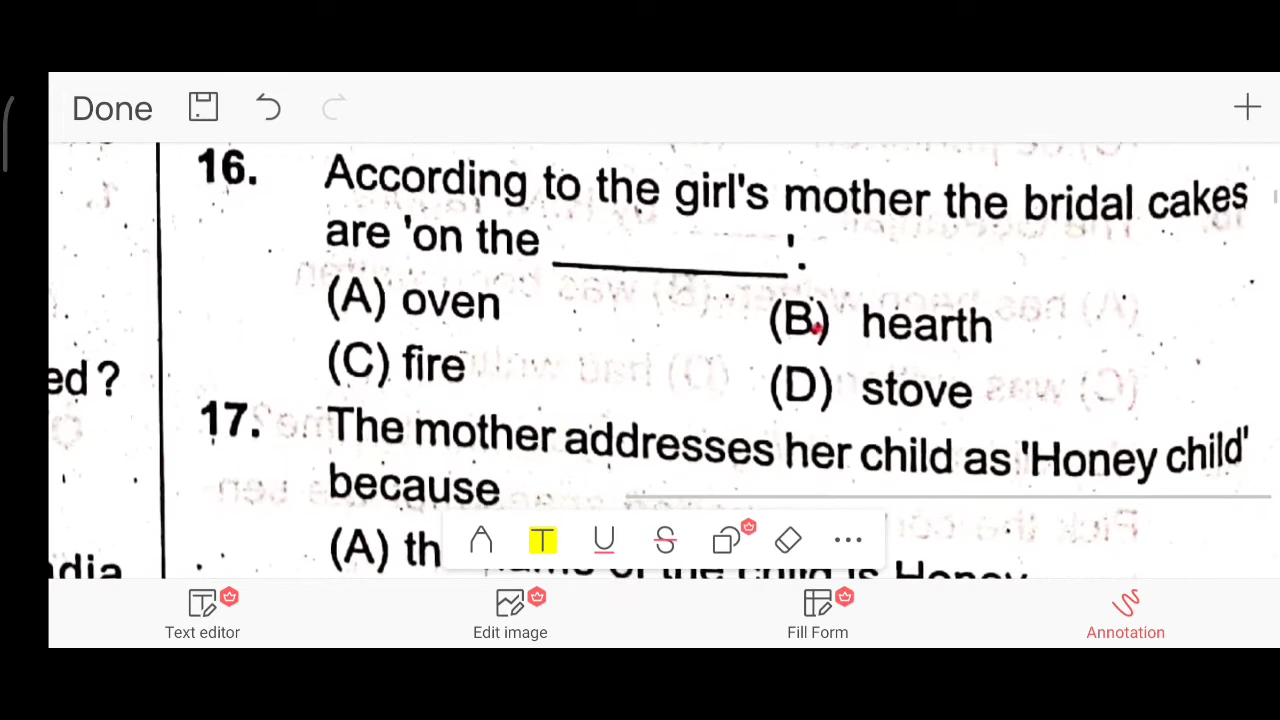 Done
16. According to the girl's mother the bridal cakes
are 'on the ________'.
(A) oven (B) hearth
(C) fire (D) stove
ed?
17. The mother addresses her child as 'Honey child'
because
(A) th
dia
Text editor Edit image Fill Form Annotation